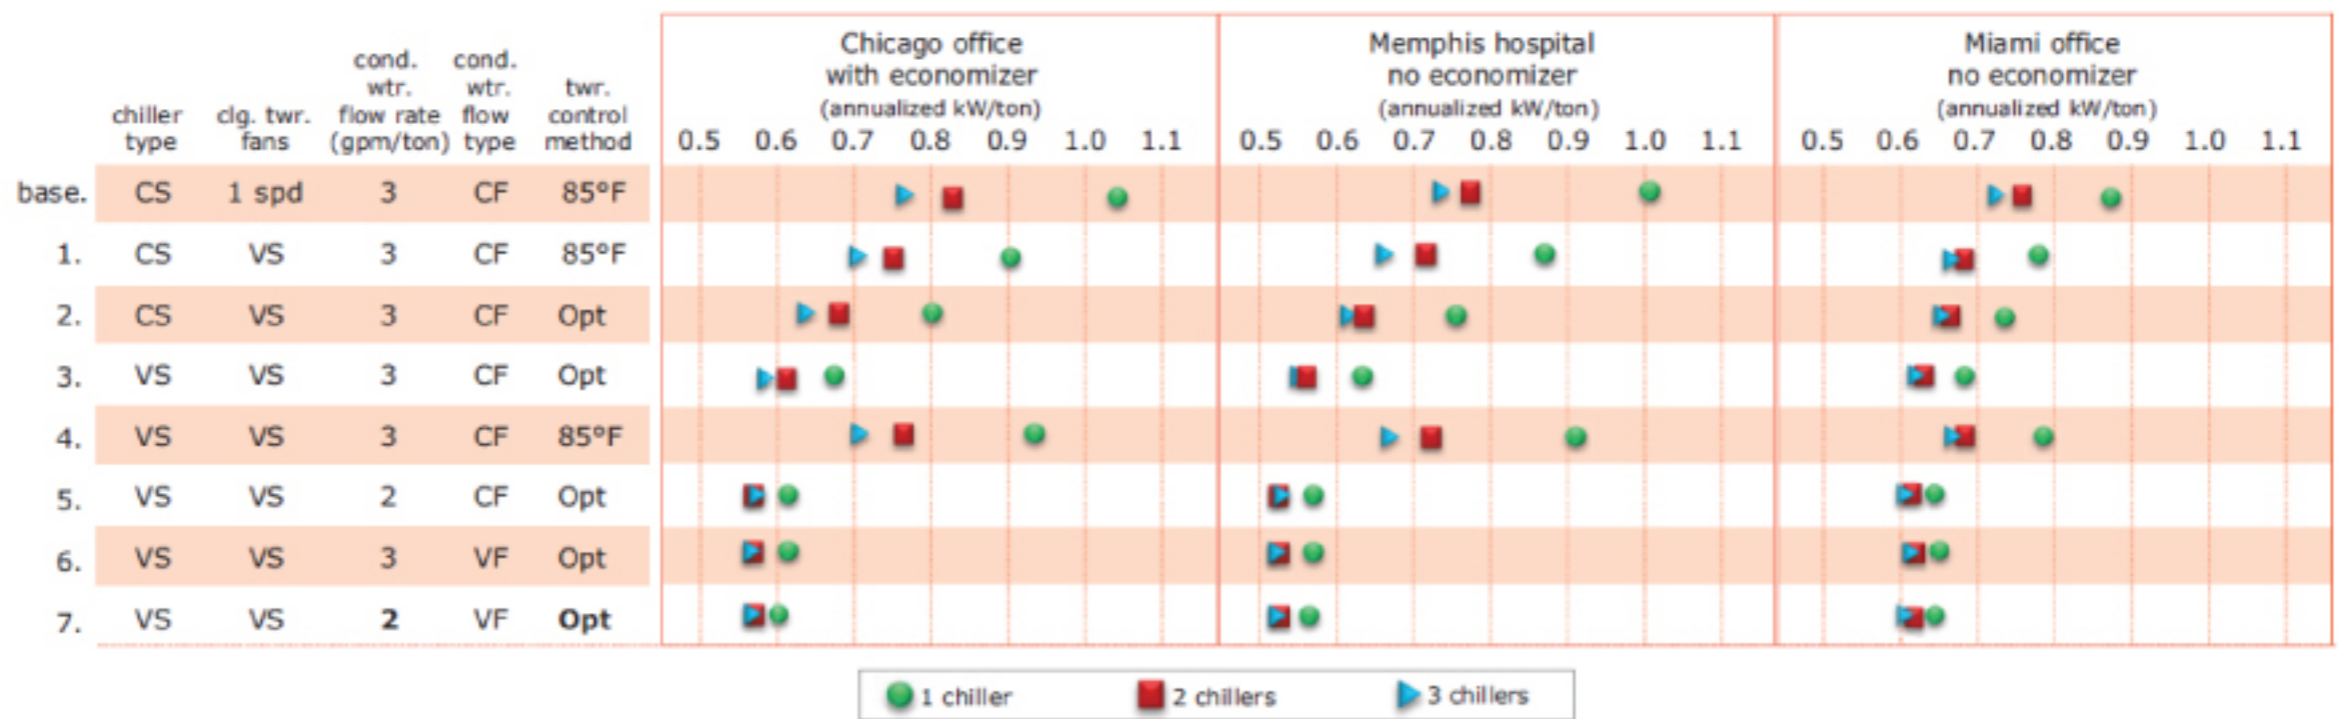 Chicago office
with economizer
(annualized kW/ton)
Memphis hospital
no economizer
(annualized kW/ton)
Miami office
no economizer
(annualized kW/ton)
chiller
type
clg. twr.
fans
cond.
wtr.
flow rate
(gpm/ton)
cond.
wtr.
flow
type
twr.
control
method
0.5 0.6 0.7 0.8 0.9 1.0 1.1
0.5 0.6 0.7 0.8 0.9 1.0 1.1
0.5 0.6 0.7 0.8 0.9 1.0 1.1
base. CS 1 spd 3 CF 85°F
1. CS VS 3 CF 85°F
2. CS VS 3 CF Opt
3. VS VS 3 CF Opt
4. VS VS 3 CF 85°F
5. VS VS 2 CF Opt
6. VS VS 3 VF Opt
7. VS VS 2 VF Opt
1 chiller 2 chillers 3 chillers